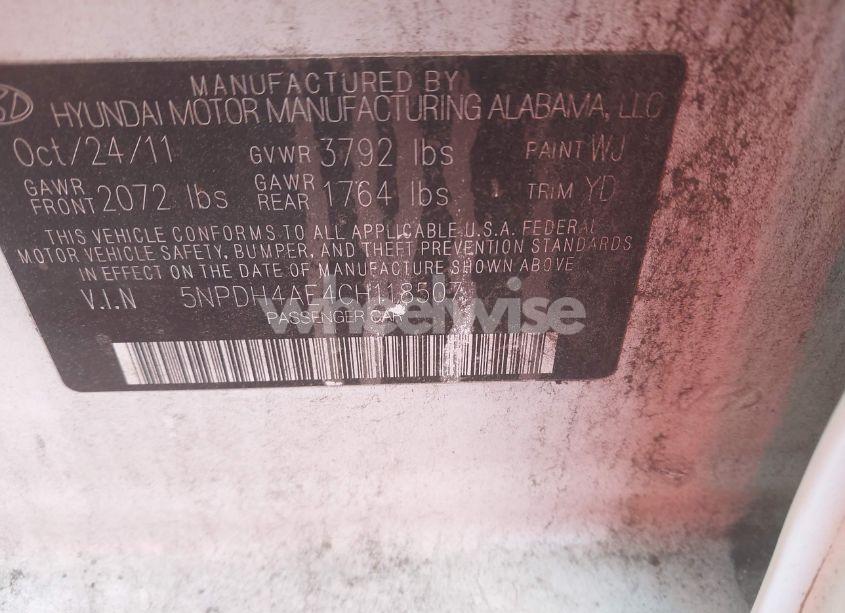 MANUFACTURED BY
HYUNDAI MOTOR MANUFACTURING ALABAMA, LLC
Oct/24/11 GVWR 3792 lbs PAINT WJ
GAWR FRONT 2072 lbs GAWR REAR 1764 lbs TRIM YD
THIS VEHICLE CONFORMS TO ALL APPLICABLE U.S.A. FEDERAL
MOTOR VEHICLE SAFETY, BUMPER, AND THEFT PREVENTION STANDARDS
IN EFFECT ON THE DATE OF MANUFACTURE SHOWN ABOVE
V.I.N 5NPDH4AE4CH118507
PASSENGER CAR
wheelwise